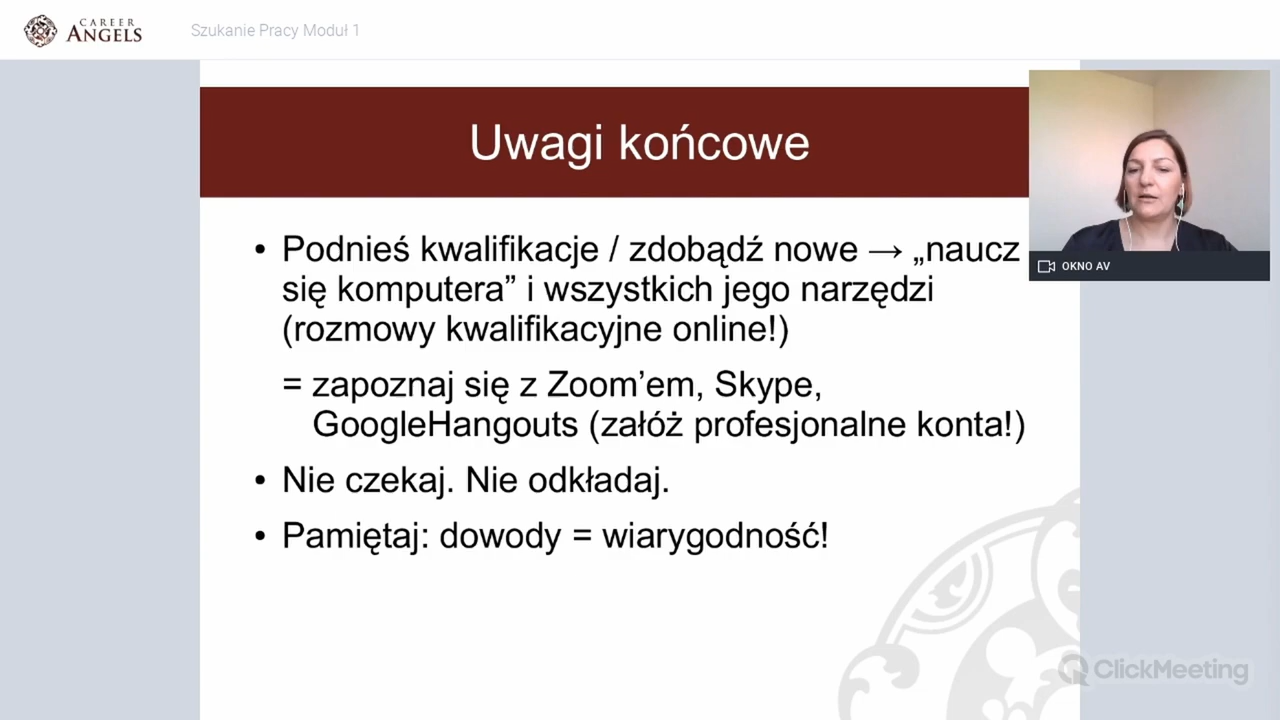 CAREER
ANGELS
Szukanie Pracy Moduł 1
Uwagi końcowe
• Podnieś kwalifikacje / zdobądź nowe → „naucz
się komputera” i wszystkich jego narzędzi
(rozmowy kwalifikacyjne online!)
= zapoznaj się z Zoom’em, Skype,
GoogleHangouts (załóż profesjonalne konta!)
• Nie czekaj. Nie odkładaj.
• Pamiętaj: dowody = wiarygodność!
OKNO AV
ClickMeeting